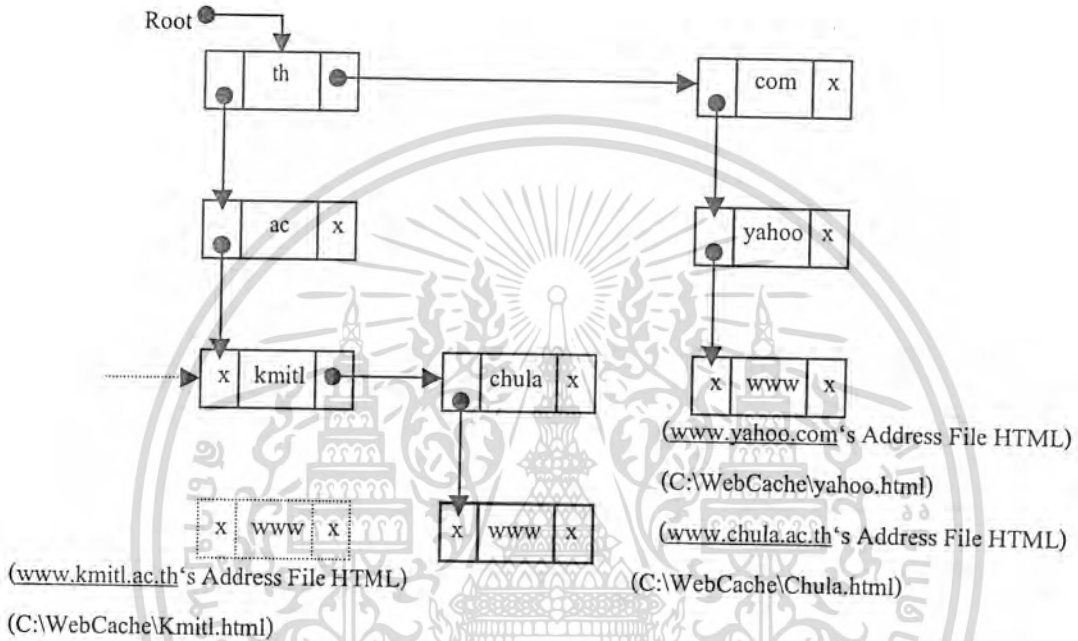 Root
th
com
x
ac
x
yahoo
x
x
kmitl
chula
x
x
www
x
(www.yahoo.com's Address File HTML)
(C:\WebCache\yahoo.html)
x
www
x
x
www
x
(www.chula.ac.th's Address File HTML)
(www.kmitl.ac.th's Address File HTML)
(C:\WebCache\Chula.html)
(C:\WebCache\Kmitl.html)